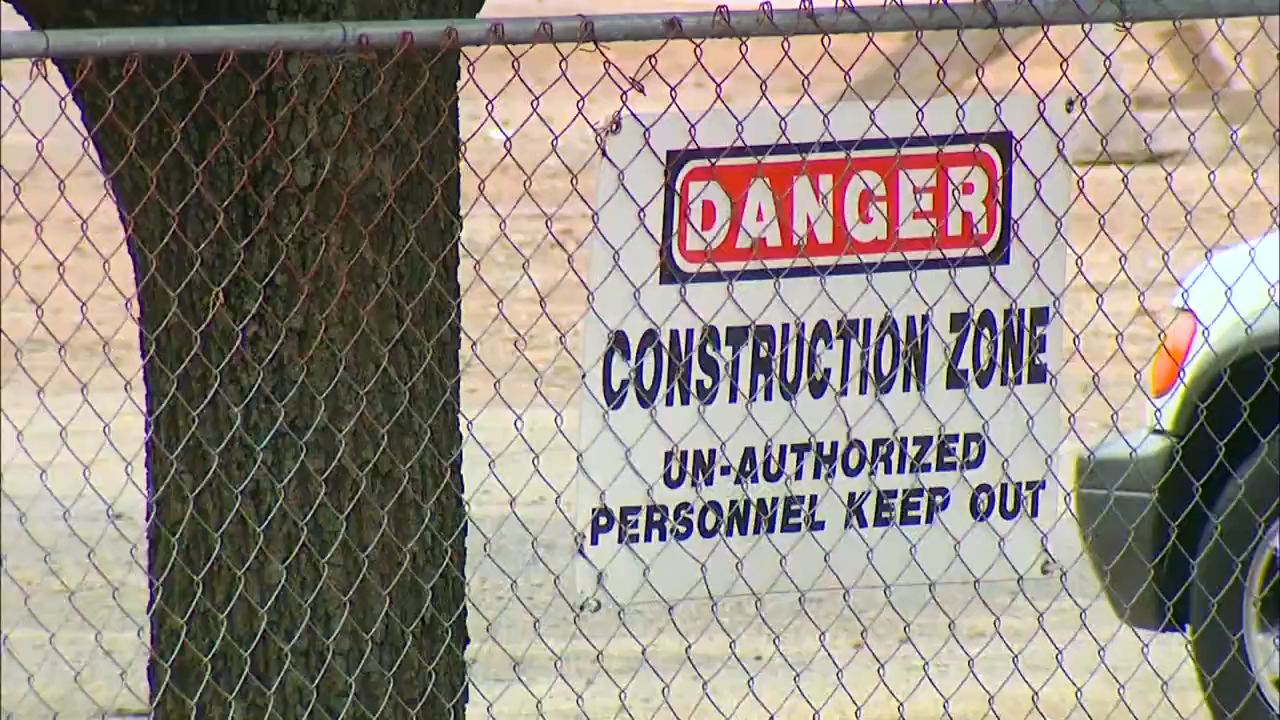 DANGER
CONSTRUCTION ZONE
UN-AUTHORIZED
PERSONNEL KEEP OUT